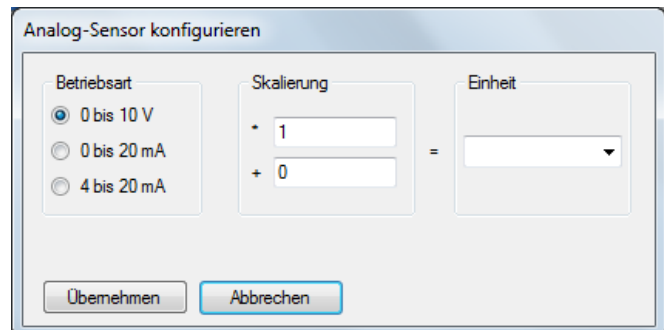 Analog-Sensor konfigurieren
Betriebsart
0 bis 10 V
0 bis 20 mA
4 bis 20 mA
Skalierung
* 1
+ 0
=
Einheit
Übernehmen
Abbrechen